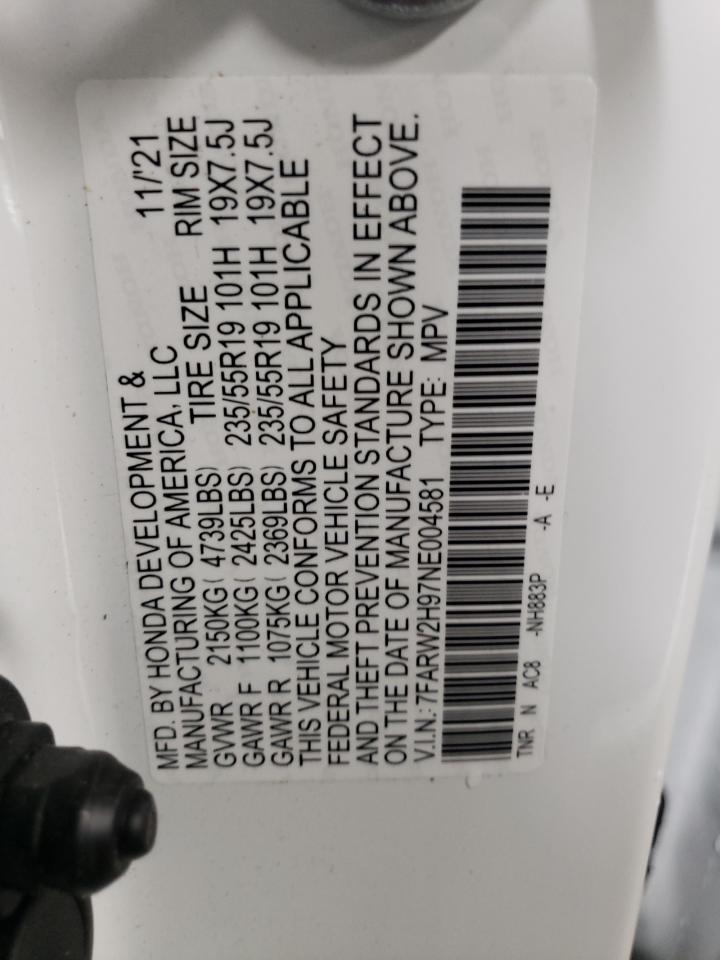 MFD. BY HONDA DEVELOPMENT & 11/'21
MANUFACTURING OF AMERICA, LLC
TIRE SIZE RIM SIZE
GVWR 2150KG( 4739LBS)
GAWR F 1100KG( 2425LBS) 235/55R19 101H 19X7.5J
GAWR R 1075KG( 2369LBS) 235/55R19 101H 19X7.5J
THIS VEHICLE CONFORMS TO ALL APPLICABLE
FEDERAL MOTOR VEHICLE SAFETY
AND THEFT PREVENTION STANDARDS IN EFFECT
ON THE DATE OF MANUFACTURE SHOWN ABOVE.
V.I.N.: 7FARW2H97NE004581 TYPE: MPV
TNR N AC8 -NH883P -A -E